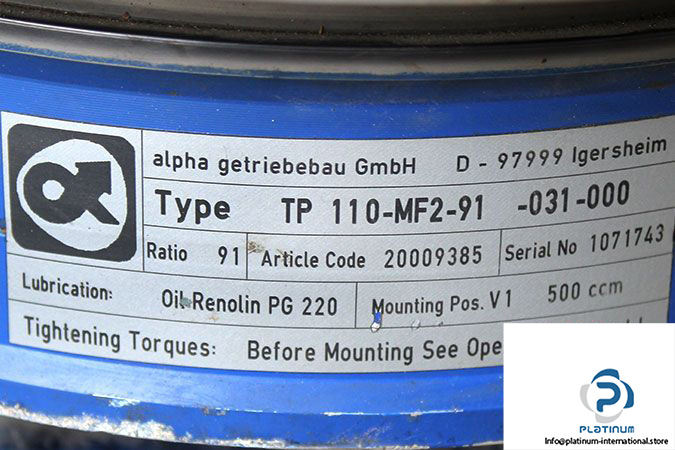 alpha getriebebau GmbH D - 97999 Igersheim
Type TP 110-MF2-91 -031-000
Ratio 91 Article Code 20009385 Serial No 1071743
Lubrication: Oil Renolin PG 220 Mounting Pos. V1 500 ccm
Tightening Torques: Before Mounting See
PLATINUM
info@platinum-international.store